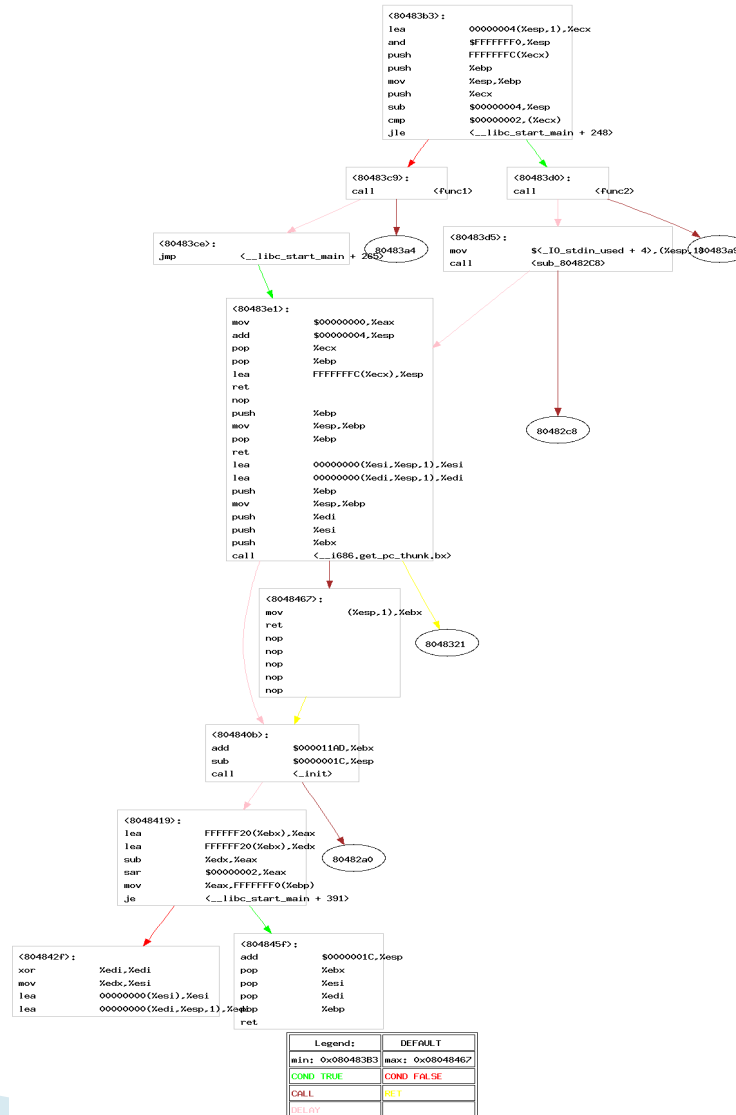 <80483b3>:
lea 00000004(%esp,1),%ecx
and $FFFFFFF0,%esp
push FFFFFFFC(%ecx)
push %ebp
mov %esp,%ebp
push %ecx
sub $00000004,%esp
cmp $00000002,(%ecx)
jle <__libc_start_main + 248>
<80483c9>:
call <func1>
<80483d0>:
call <func2>
<80483ce>:
jmp <__libc_start_main + 265>
80483a4
<80483d5>:
mov $<_IO_stdin_used + 4>,(%esp,1)
call <sub_80482C8>
80483a9
<80483e1>:
mov $00000000,%eax
add $00000004,%esp
pop %ecx
pop %ebp
lea FFFFFFFC(%ecx),%esp
ret
nop
push %ebp
mov %esp,%ebp
pop %ebp
ret
lea 00000000(%esi,%esp,1),%esi
lea 00000000(%edi,%esp,1),%edi
push %ebp
mov %esp,%ebp
push %edi
push %esi
push %ebx
call <__i686.get_pc_thunk.bx>
80482c8
<8048467>:
mov (%esp,1),%ebx
ret
nop
nop
nop
nop
nop
8048321
<804840b>:
add $000011AD,%ebx
sub $0000001C,%esp
call <_init>
<8048419>:
lea FFFFFF20(%ebx),%eax
lea FFFFFF20(%ebx),%edx
sub %edx,%eax
sar $00000002,%eax
mov %eax,FFFFFFF0(%ebp)
je <__libc_start_main + 391>
80482a0
<804842f>:
xor %edi,%edi
mov %edx,%esi
lea 00000000(%esi),%esi
lea 00000000(%edi,%esp,1),%edi
<804845f>:
add $0000001C,%esp
pop %ebx
pop %esi
pop %edi
pop %ebp
ret
Legend: DEFAULT
min: 0x080483B3 max: 0x08048467
COND TRUE COND FALSE
CALL RET
DELAY